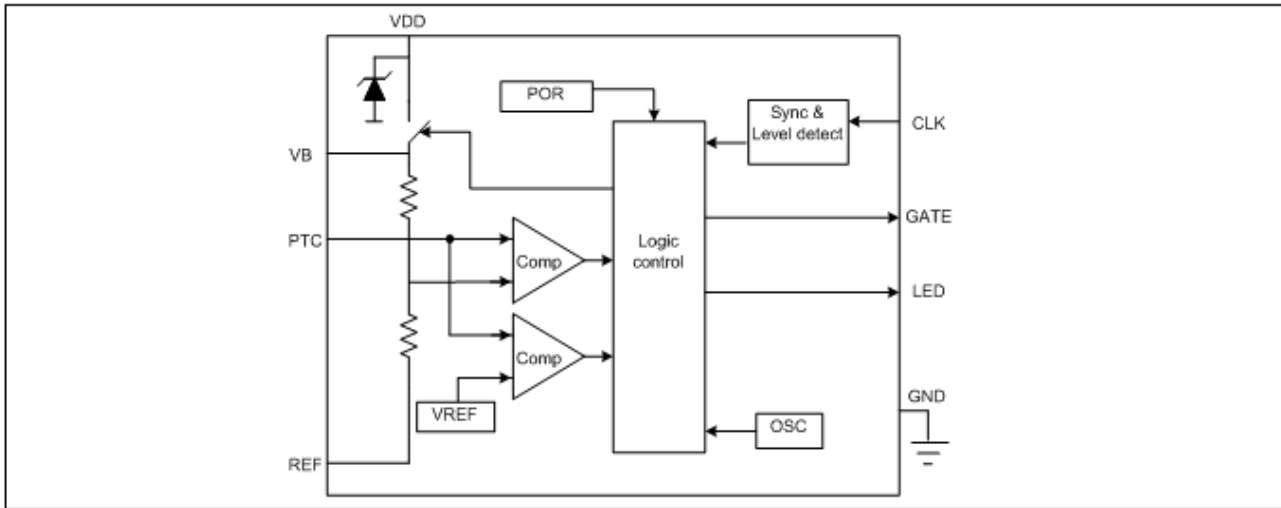 VDD
POR
Sync &
Level detect
CLK
VB
GATE
PTC
Logic
control
Comp
LED
Comp
VREF
GND
OSC
REF